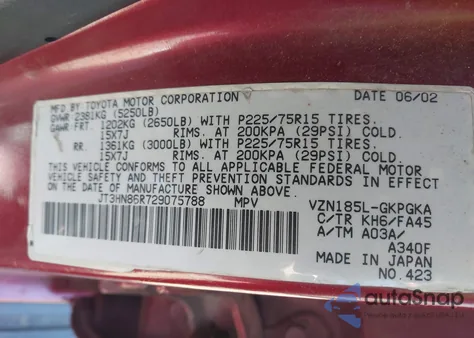 MFD BY TOYOTA MOTOR CORPORATION DATE 06/02
GVWR 2381KG (5250LB)
GAWR FRT. 1202KG (2650LB) WITH P225/75R15 TIRES.
15X7J RIMS. AT 200KPA (29PSI) COLD.
RR. 1361KG (3000LB) WITH P225/75R15 TIRES.
15X7J RIMS. AT 200KPA (29PSI) COLD.
THIS VEHICLE CONFORMS TO ALL APPLICABLE FEDERAL MOTOR
VEHICLE SAFETY AND THEFT PREVENTION STANDARDS IN EFFECT
ON THE DATE OF MANUFACTURE SHOWN ABOVE.
JT3HN86R729075788 MPV VZN185L-GKPGKA
C/TR KH6/FA45
A/TM A03A/
A340F
MADE IN JAPAN
NO. 423
autoSnap